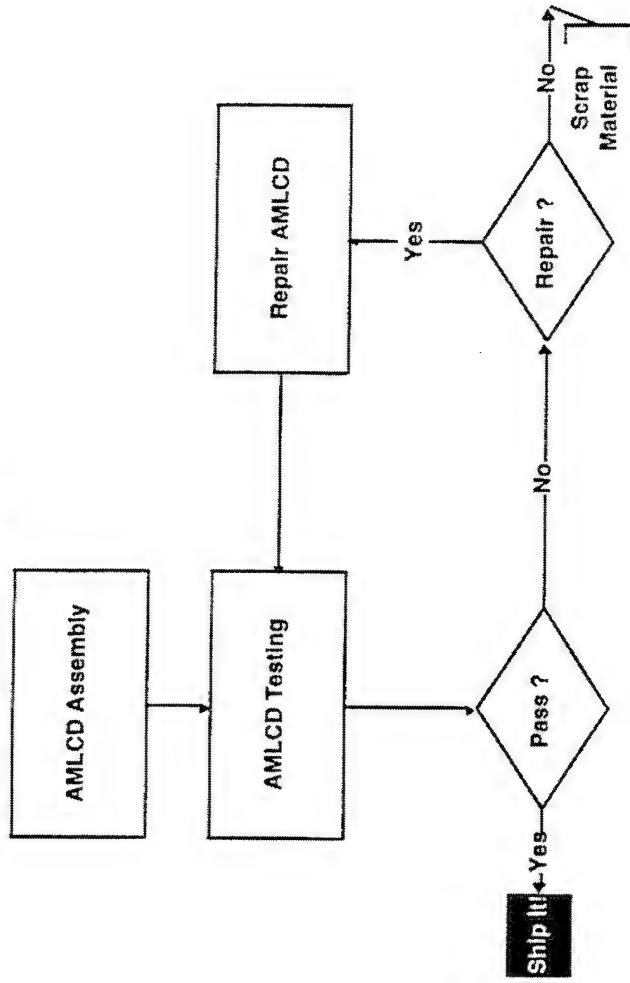 AMLCD Assembly
AMLCD Testing
Repair AMLCD
Pass ?
Yes
Ship It!
No
Repair ?
Yes
No
Scrap
Material